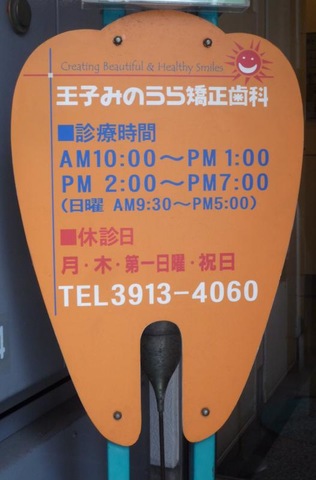 Creating Beautiful & Healthy Smiles
王子みのうら矯正歯科
■診療時間
AM10:00～PM 1:00
PM 2:00～PM7:00
(日曜 AM9:30～PM5:00)
■休診日
月・木・第一日曜・祝日
TEL3913-4060